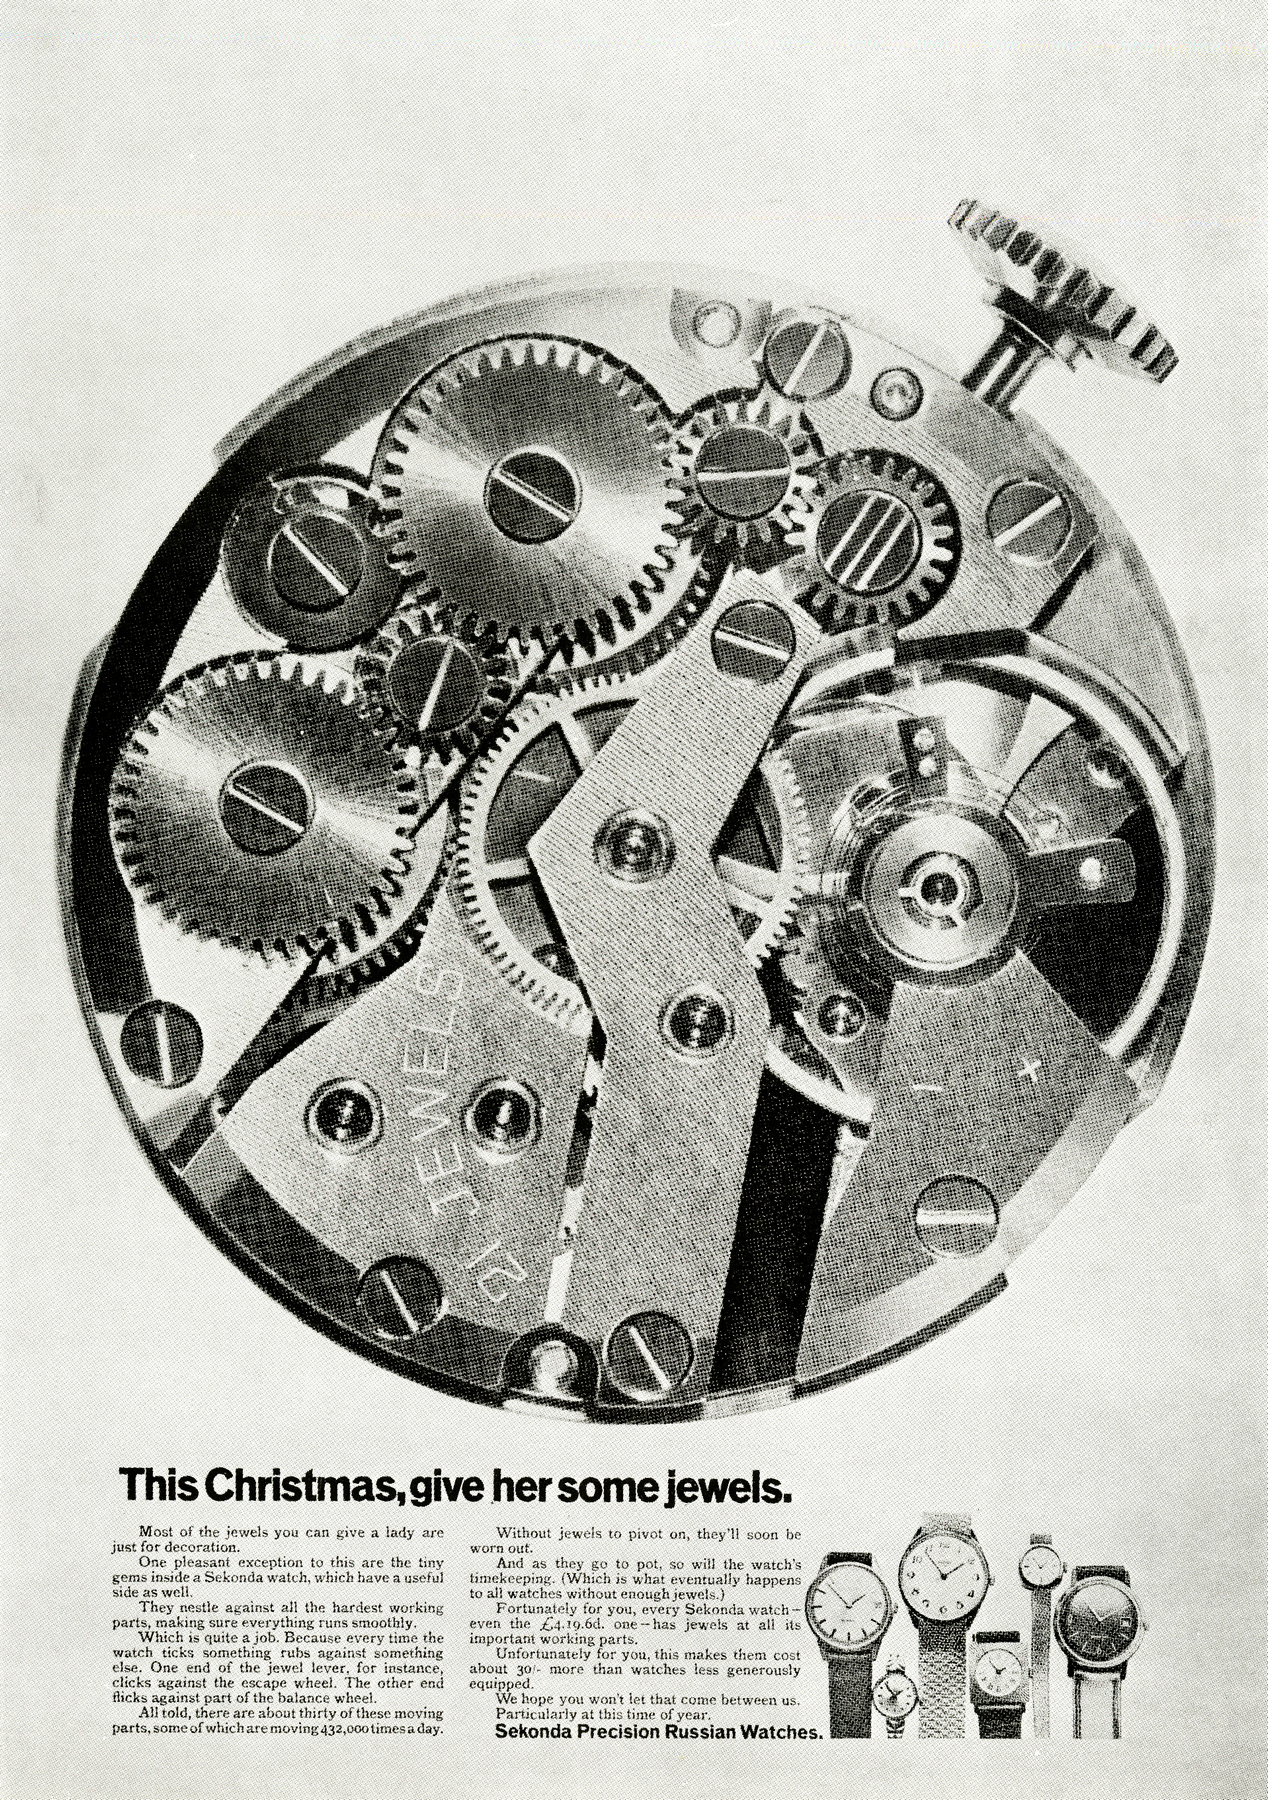 21 JEWELS
This Christmas, give her some jewels.
Most of the jewels you can give a lady are
just for decoration.
One pleasant exception to this are the tiny
gems inside a Sekonda watch, which have a useful
side as well.
They nestle against all the hardest working
parts, making sure everything runs smoothly.
Which is quite a job. Because every time the
watch ticks something rubs against something
else. One end of the jewel lever, for instance,
clicks against the escape wheel. The other end
flicks against part of the balance wheel.
All told, there are about thirty of these moving
parts, some of which are moving 432,000 times a day.
Without jewels to pivot on, they'll soon be
worn out.
And as they go to pot, so will the watch's
timekeeping. (Which is what eventually happens
to all watches without enough jewels.)
Fortunately for you, every Sekonda watch—
even the £4.19.6d. one—has jewels at all its
important working parts.
Unfortunately for you, this makes them cost
about 30/- more than watches less generously
equipped.
We hope you won't let that come between us.
Particularly at this time of year.
Sekonda Precision Russian Watches.